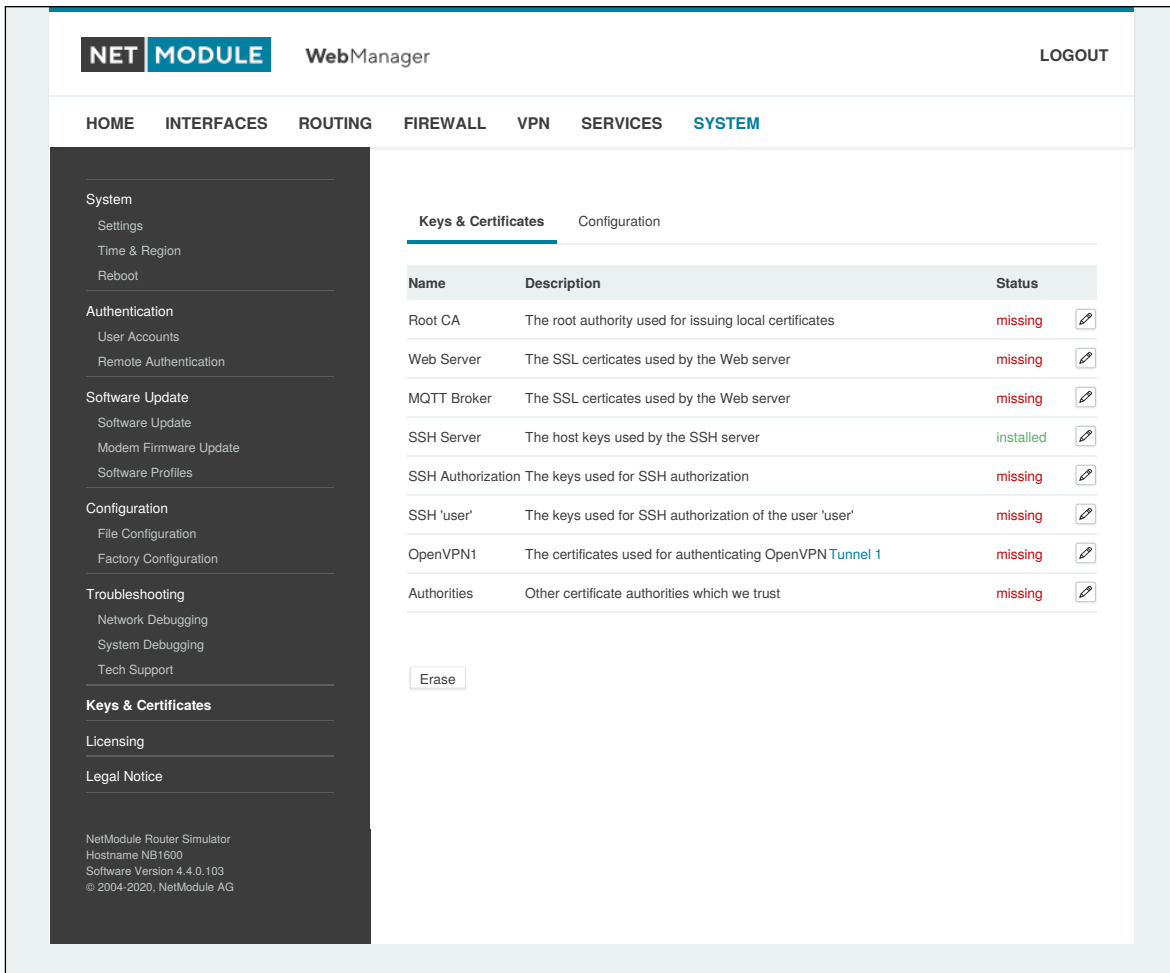 NET MODULE WebManager LOGOUT
HOME INTERFACES ROUTING FIREWALL VPN SERVICES SYSTEM
System
Settings
Time & Region
Reboot
Authentication
User Accounts
Remote Authentication
Software Update
Software Update
Modem Firmware Update
Software Profiles
Configuration
File Configuration
Factory Configuration
Troubleshooting
Network Debugging
System Debugging
Tech Support
Keys & Certificates
Licensing
Legal Notice
NetModule Router Simulator
Hostname NB1600
Software Version 4.4.0.103
© 2004-2020, NetModule AG
Keys & Certificates Configuration
Name Description Status
Root CA The root authority used for issuing local certificates missing
Web Server The SSL certicates used by the Web server missing
MQTT Broker The SSL certicates used by the Web server missing
SSH Server The host keys used by the SSH server installed
SSH Authorization The keys used for SSH authorization missing
SSH 'user' The keys used for SSH authorization of the user 'user' missing
OpenVPN1 The certificates used for authenticating OpenVPN Tunnel 1 missing
Authorities Other certificate authorities which we trust missing
Erase